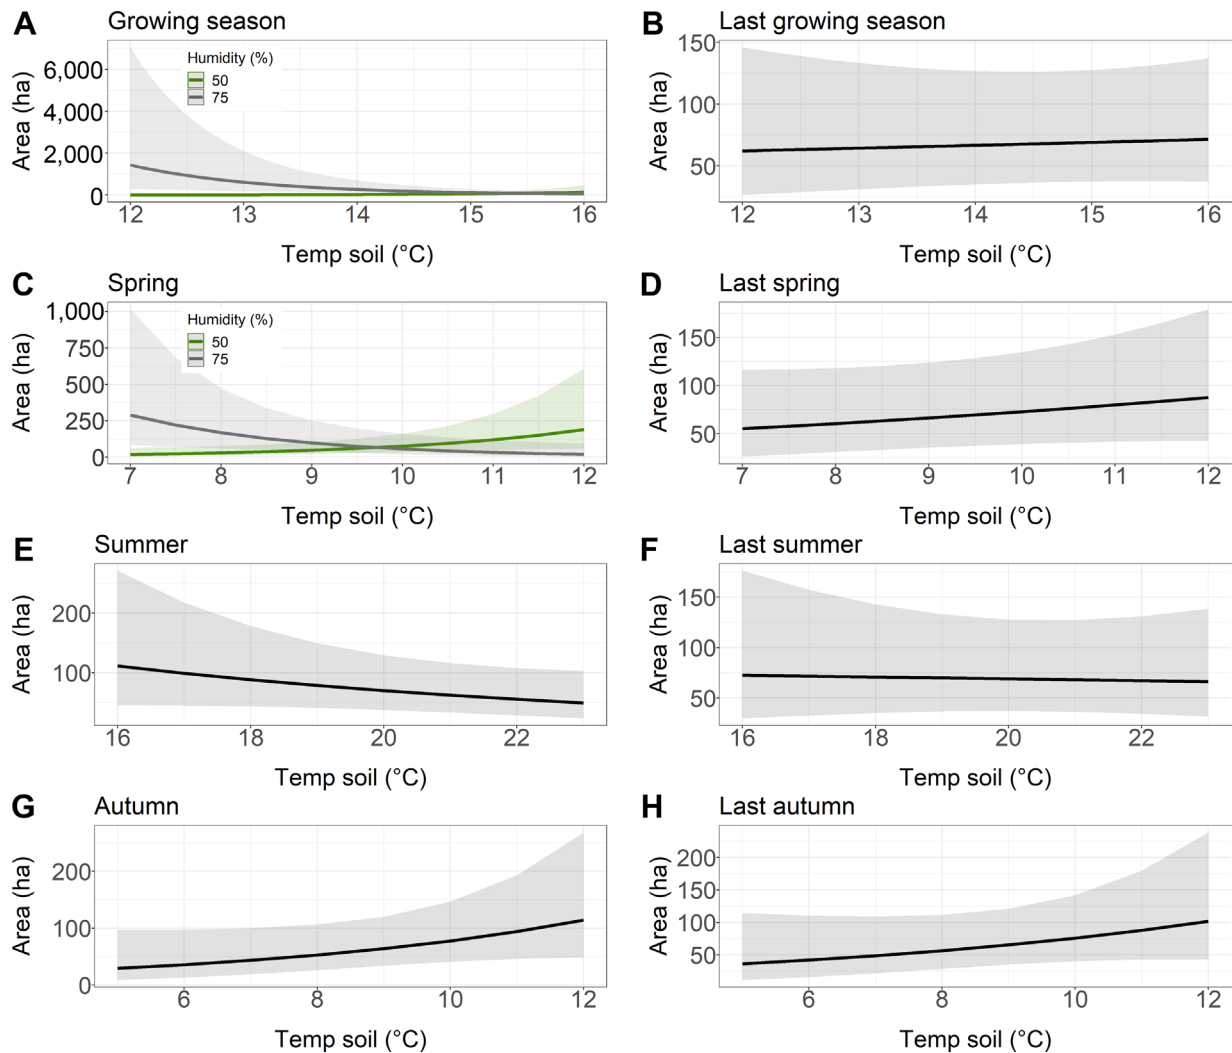 A Growing season
Humidity (%)
50
75
6,000
4,000
2,000
0
Area (ha)
12 13 14 15 16
Temp soil (°C)
B Last growing season
150
100
50
Area (ha)
12 13 14 15 16
Temp soil (°C)
C Spring
Humidity (%)
50
75
1,000
750
500
250
0
Area (ha)
7 8 9 10 11 12
Temp soil (°C)
D Last spring
150
100
50
Area (ha)
7 8 9 10 11 12
Temp soil (°C)
E Summer
200
100
Area (ha)
16 18 20 22
Temp soil (°C)
F Last summer
150
100
50
Area (ha)
16 18 20 22
Temp soil (°C)
G Autumn
200
100
0
Area (ha)
6 8 10 12
Temp soil (°C)
H Last autumn
200
150
100
50
Area (ha)
6 8 10 12
Temp soil (°C)